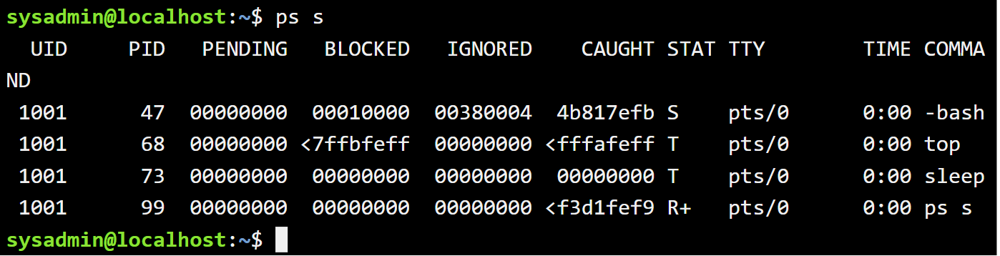 sysadmin@localhost:~$ ps s
  UID     PID   PENDING   BLOCKED   IGNORED    CAUGHT STAT TTY        TIME COMMA
ND
 1001      47  00000000  00010000  00380004  4b817efb S    pts/0      0:00 -bash
 1001      68  00000000 <7ffbfeff  00000000 <fffafeff T    pts/0      0:00 top
 1001      73  00000000  00000000  00000000  00000000 T    pts/0      0:00 sleep
 1001      99  00000000  00000000  00000000 <f3d1fef9 R+   pts/0      0:00 ps s
sysadmin@localhost:~$